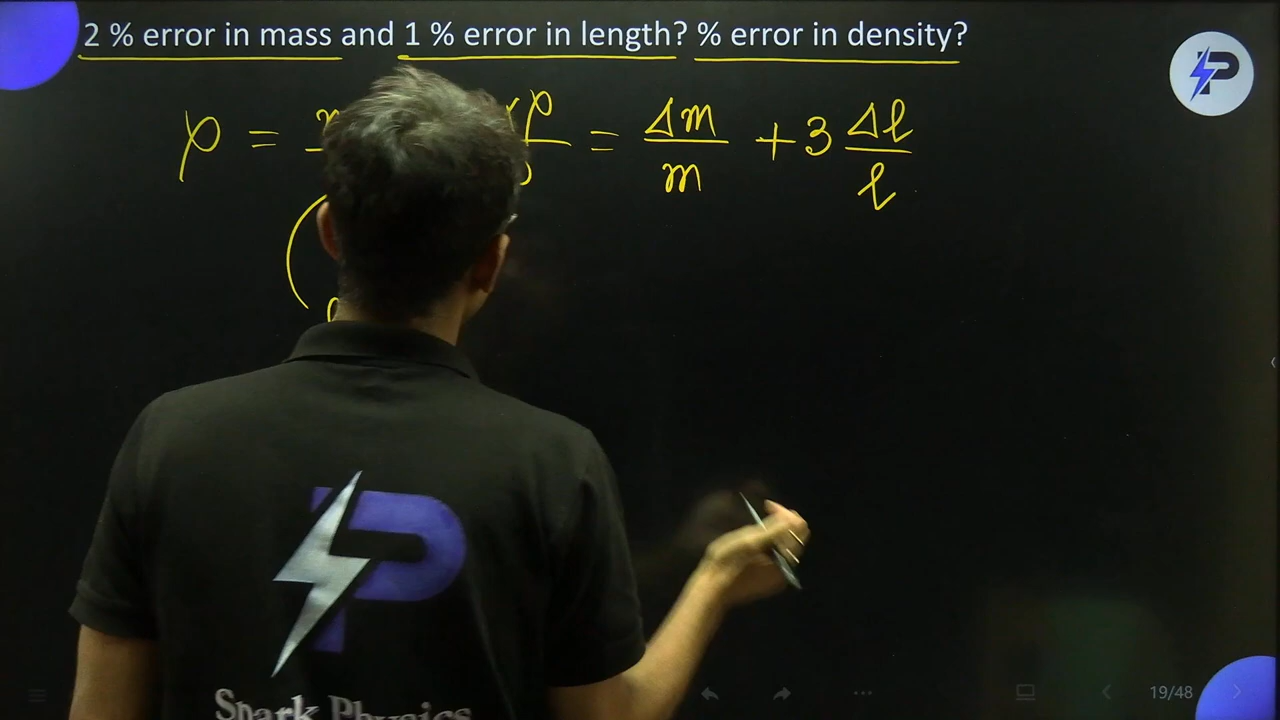 2 % error in mass and 1 % error in length? % error in density?
ρ = = Δm/m + 3 Δl/l
Spark Physics
19/48